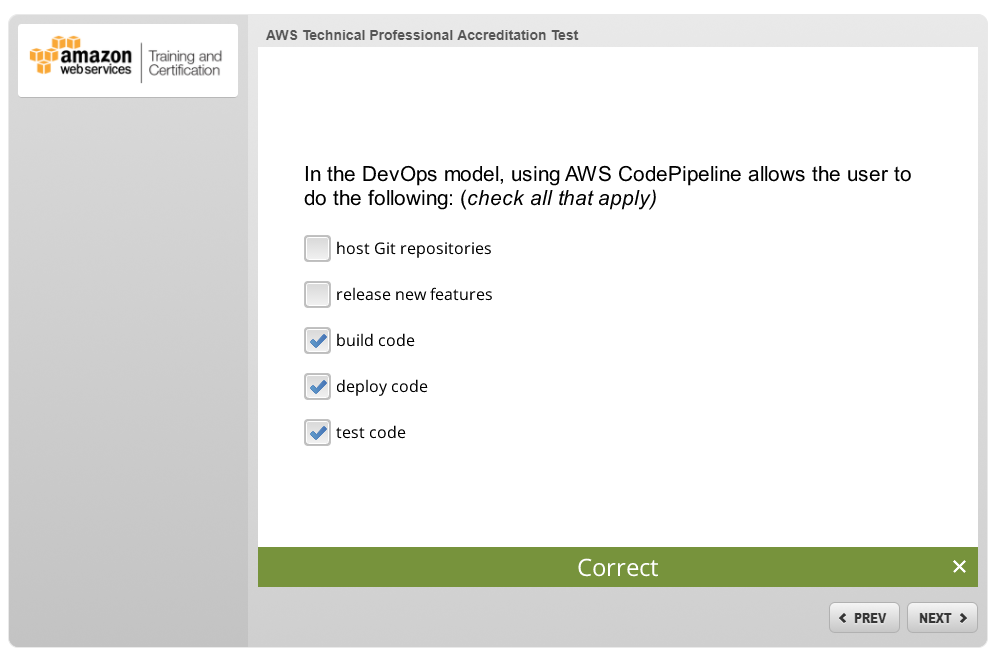 amazon
webservices
Training and
Certification
AWS Technical Professional Accreditation Test
In the DevOps model, using AWS CodePipeline allows the user to
do the following: (check all that apply)
host Git repositories
release new features
build code
deploy code
test code
Correct
PREV
NEXT